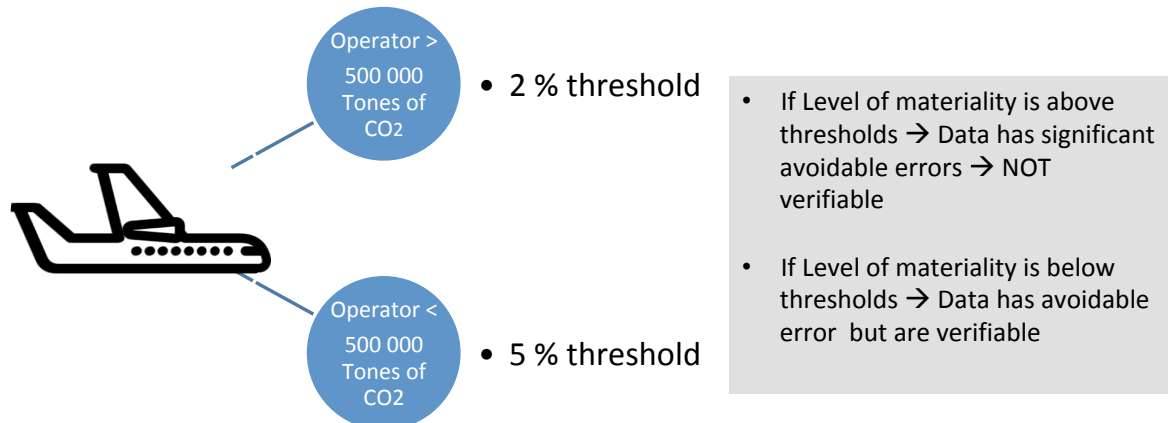 Operator >
500 000
Tones of
CO2
• 2 % threshold
Operator <
500 000
Tones of
CO2
• 5 % threshold
• If Level of materiality is above
thresholds → Data has significant
avoidable errors → NOT
verifiable
• If Level of materiality is below
thresholds → Data has avoidable
error but are verifiable